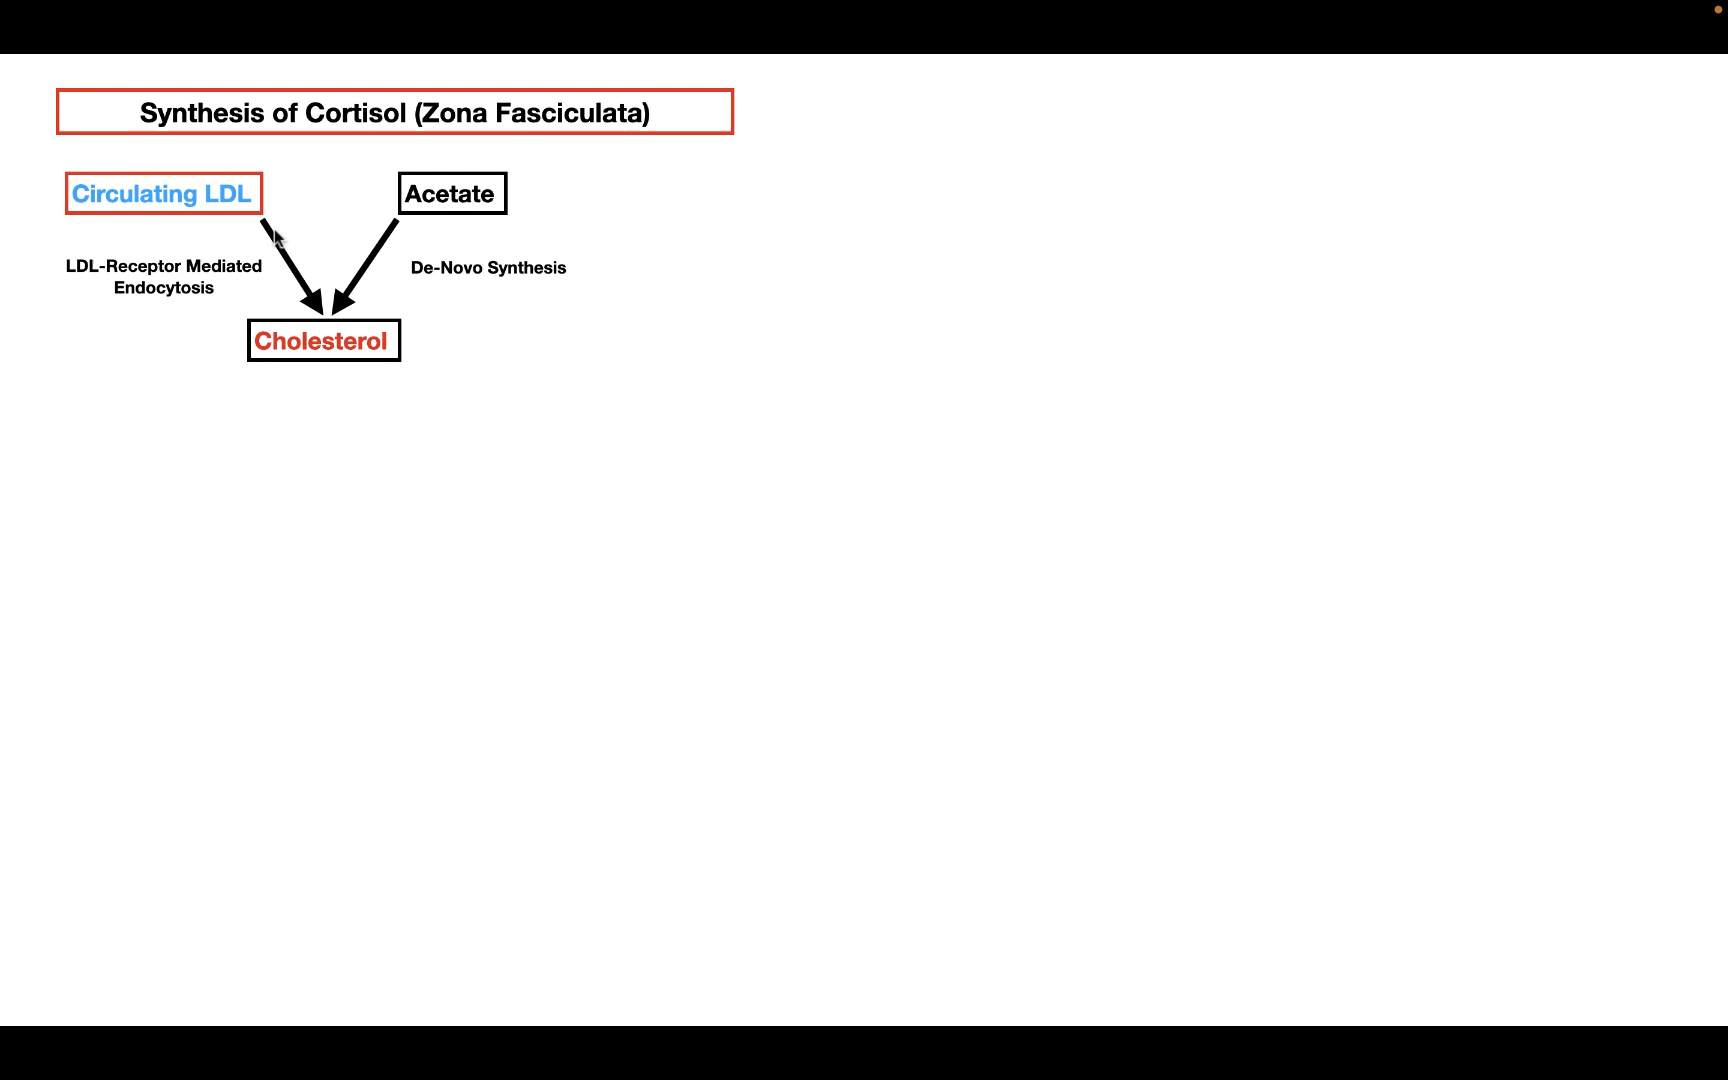 Synthesis of Cortisol (Zona Fasciculata)
Circulating LDL
Acetate
LDL-Receptor Mediated
Endocytosis
De-Novo Synthesis
Cholesterol